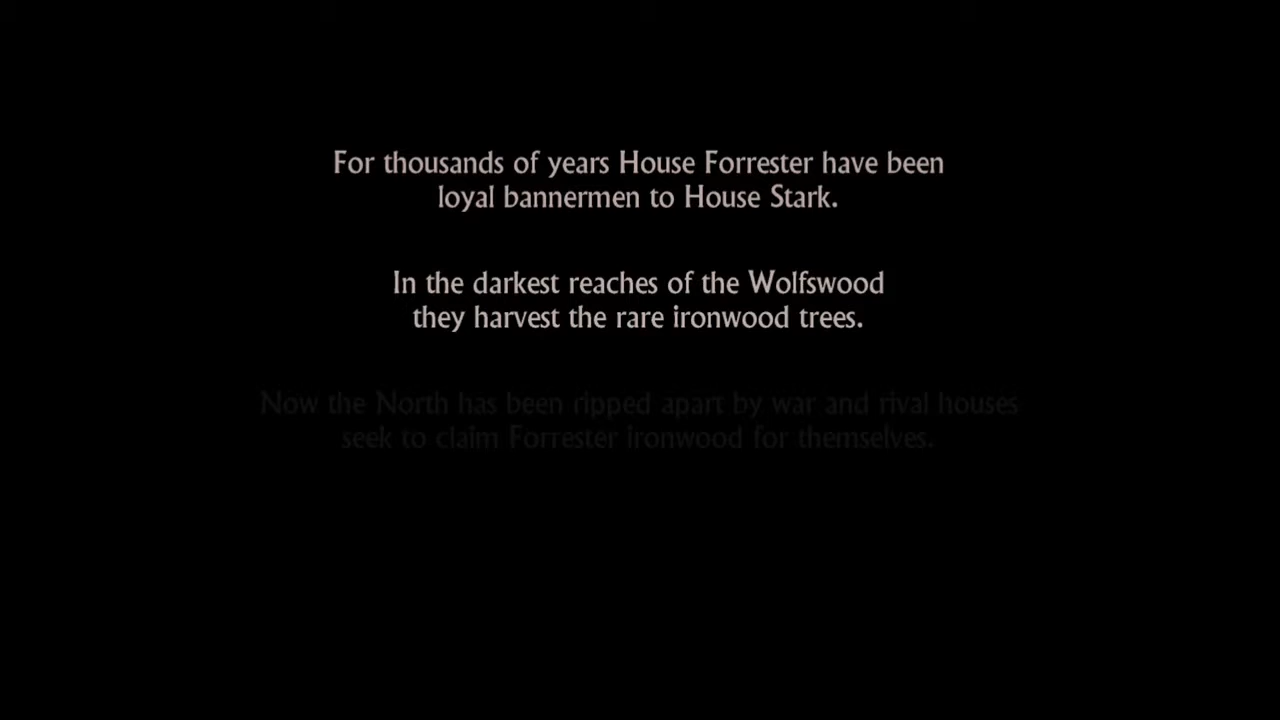 For thousands of years House Forrester have been
loyal bannermen to House Stark.
In the darkest reaches of the Wolfswood
they harvest the rare ironwood trees.
Now the North has been ripped apart by war and rival houses
seek to claim Forrester ironwood for themselves.